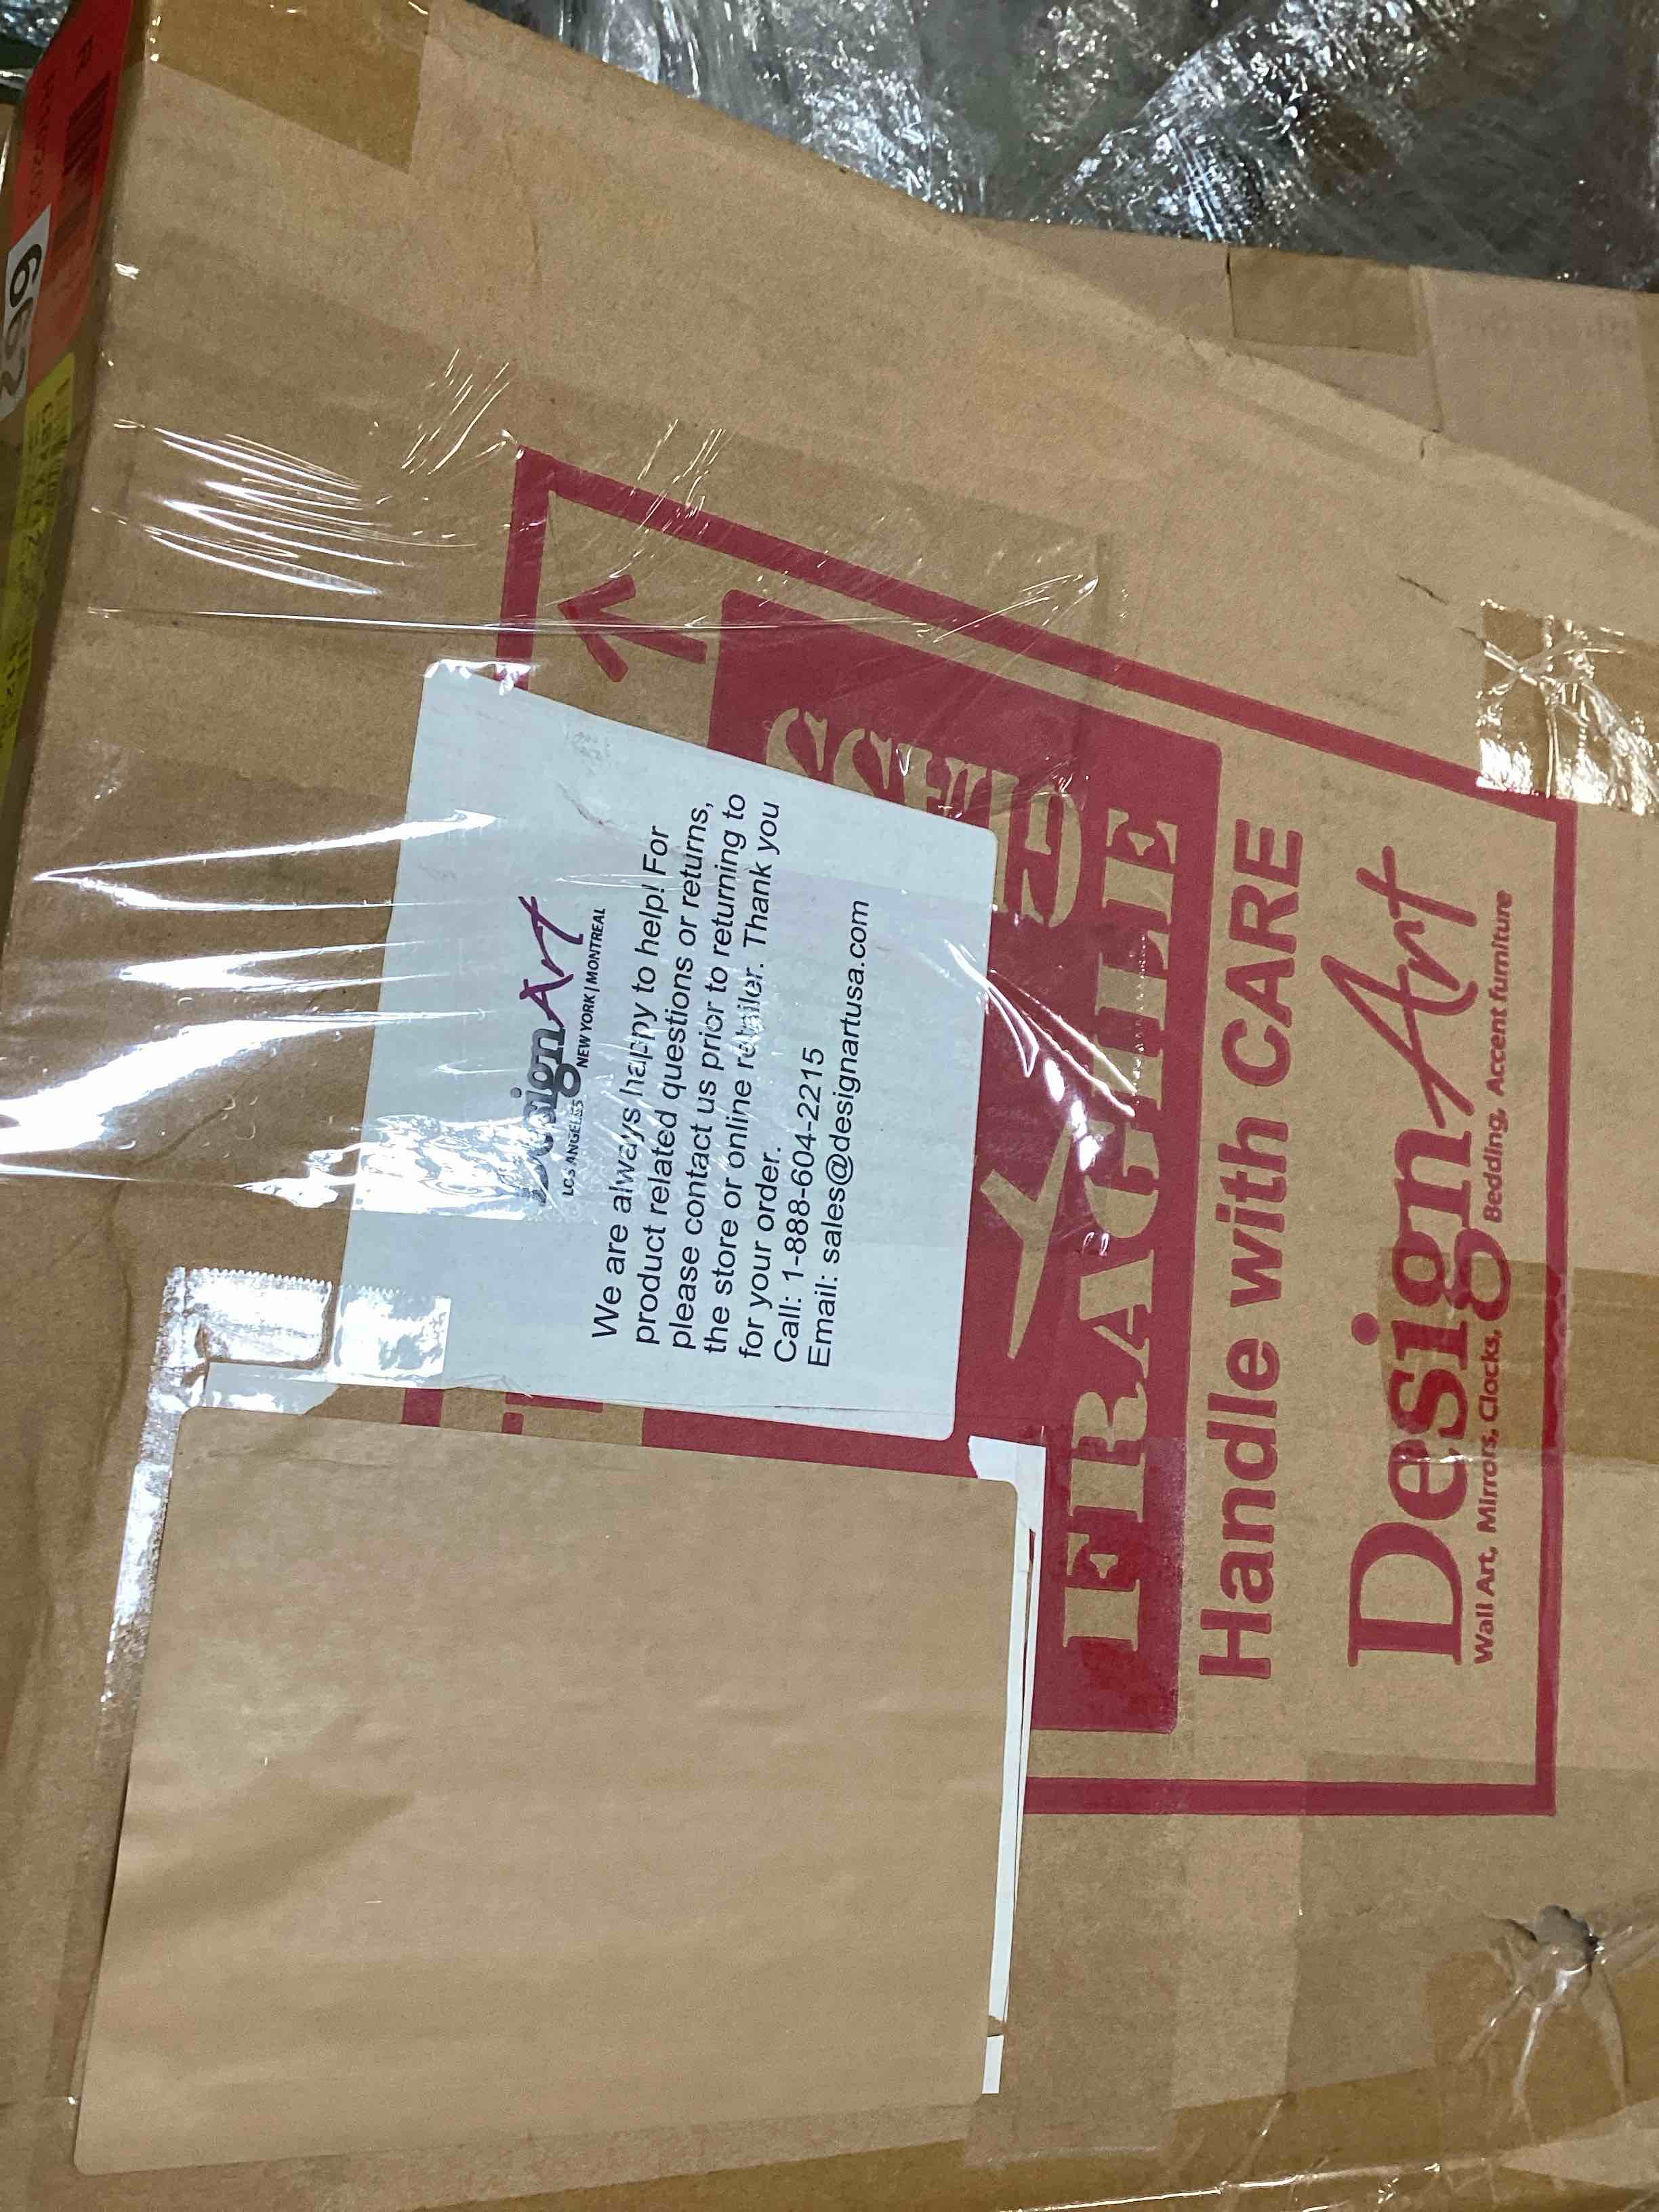 DesignArt
LOS ANGELES | NEW YORK | MONTREAL
We are always happy to help! For
product related questions or returns,
please contact us prior to returning to
the store or online retailer. Thank you
for your order.
Call: 1-888-604-2215
Email: sales@designartusa.com
GLASS
FRAGILE
Handle with CARE
DesignArt
Wall Art, Mirrors, Clocks, Bedding, Accent furniture